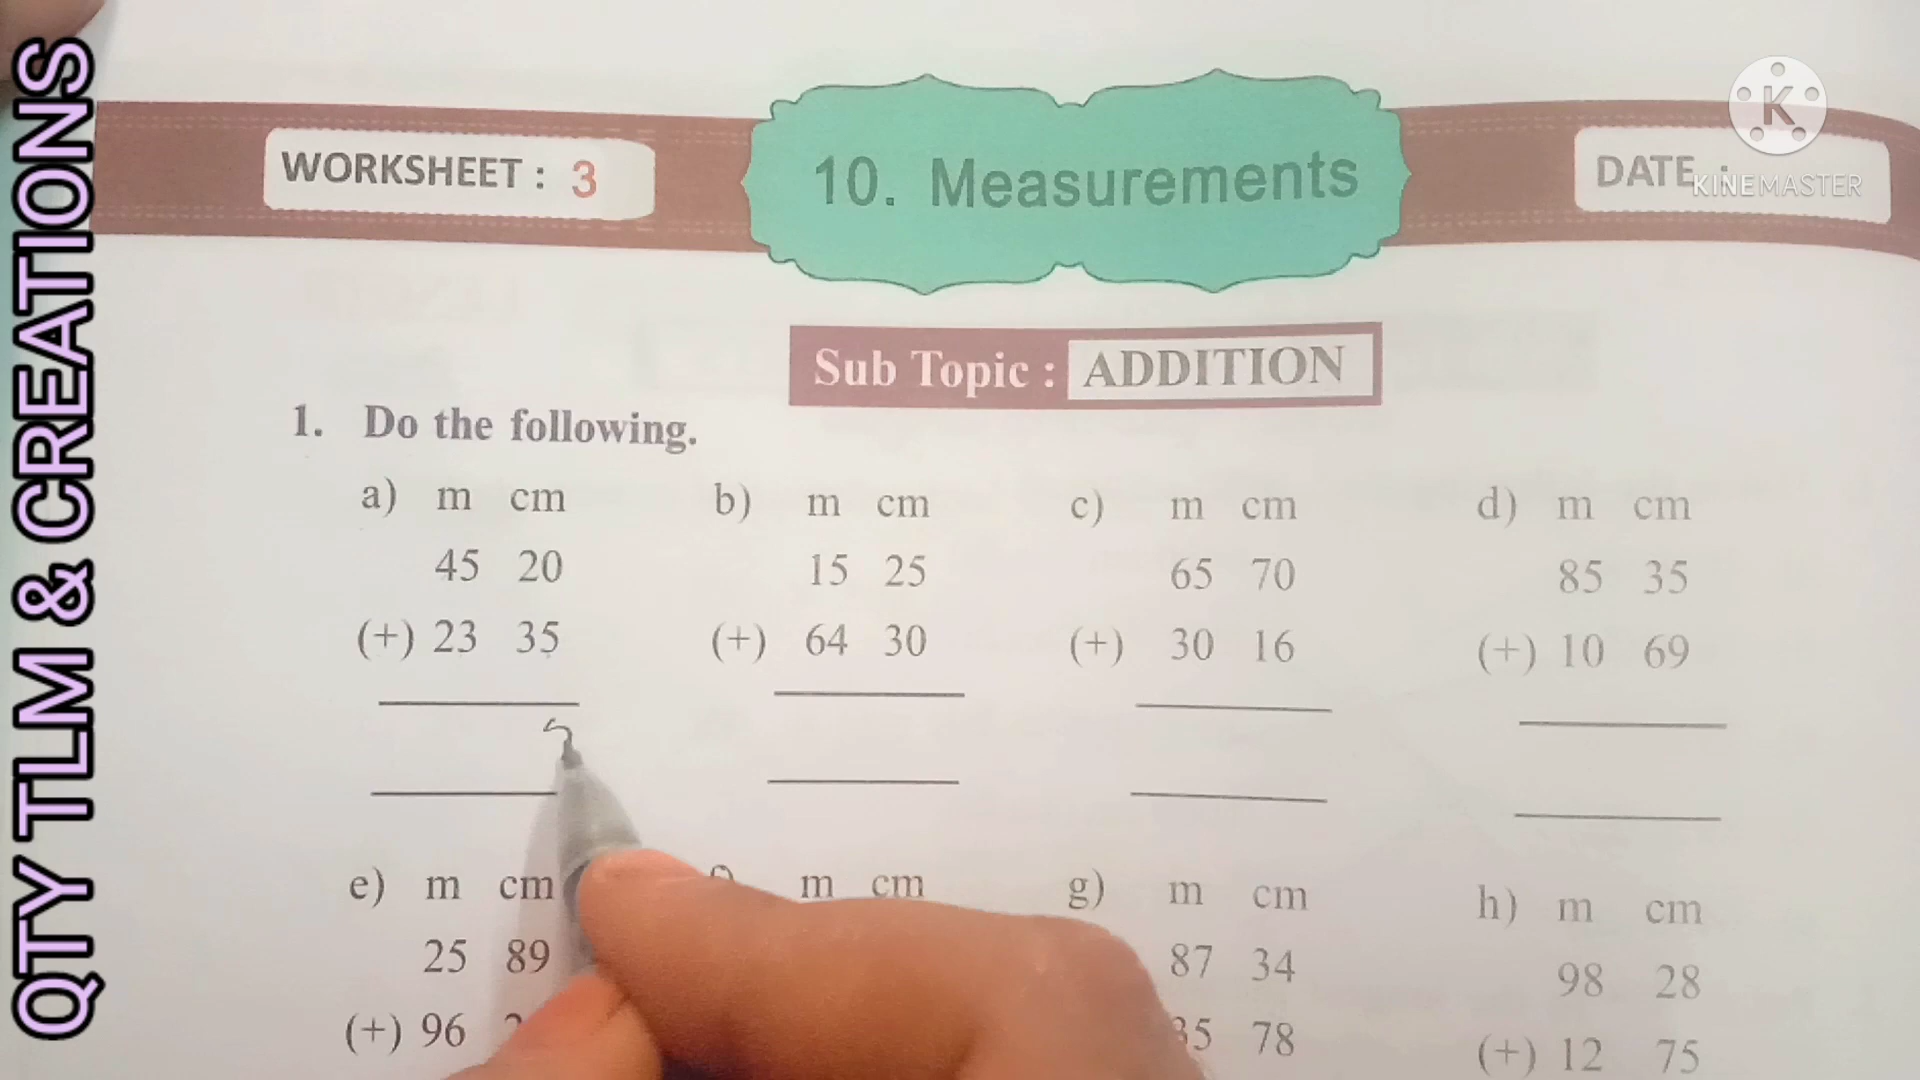 QTY TLM & CREATIONS
KINEMASTER
WORKSHEET : 3
10. Measurements
DATE :
Sub Topic : ADDITION
1. Do the following.
a) m cm
45 20
(+) 23 35
5
b) m cm
15 25
(+) 64 30
c) m cm
65 70
(+) 30 16
d) m cm
85 35
(+) 10 69
e) m cm
25 89
(+) 96
m cm
g) m cm
87 34
35 78
h) m cm
98 28
(+) 12 75